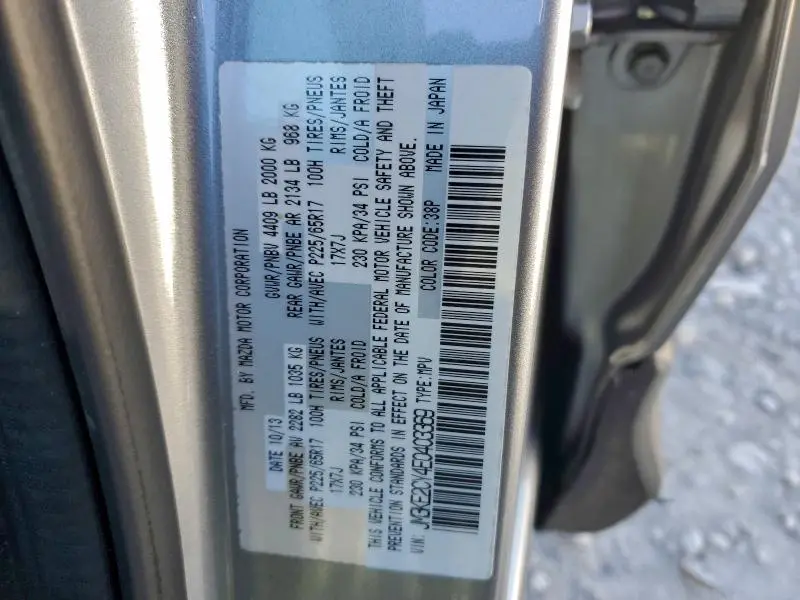 MFD. BY MAZDA MOTOR CORPORATION
DATE 10/13 GVWR/PNBV 4409 LB 2000 KG
FRONT GAWR/PNBE AV 2282 LB 1035 KG REAR GAWR/PNBE AR 2134 LB 968 KG
WITH/AVEC P225/65R17 100H TIRES/PNEUS WITH/AVEC P225/65R17 100H TIRES/PNEUS
17X7J RIMS/JANTES 17X7J RIMS/JANTES
230 KPA/34 PSI COLD/A FROID 230 KPA/34 PSI COLD/A FROID
THIS VEHICLE CONFORMS TO ALL APPLICABLE FEDERAL MOTOR VEHICLE SAFETY AND THEFT
PREVENTION STANDARDS IN EFFECT ON THE DATE OF MANUFACTURE SHOWN ABOVE.
VIN: JM3KE2CY4E0403369 TYPE:MPV COLOR CODE:38P MADE IN JAPAN